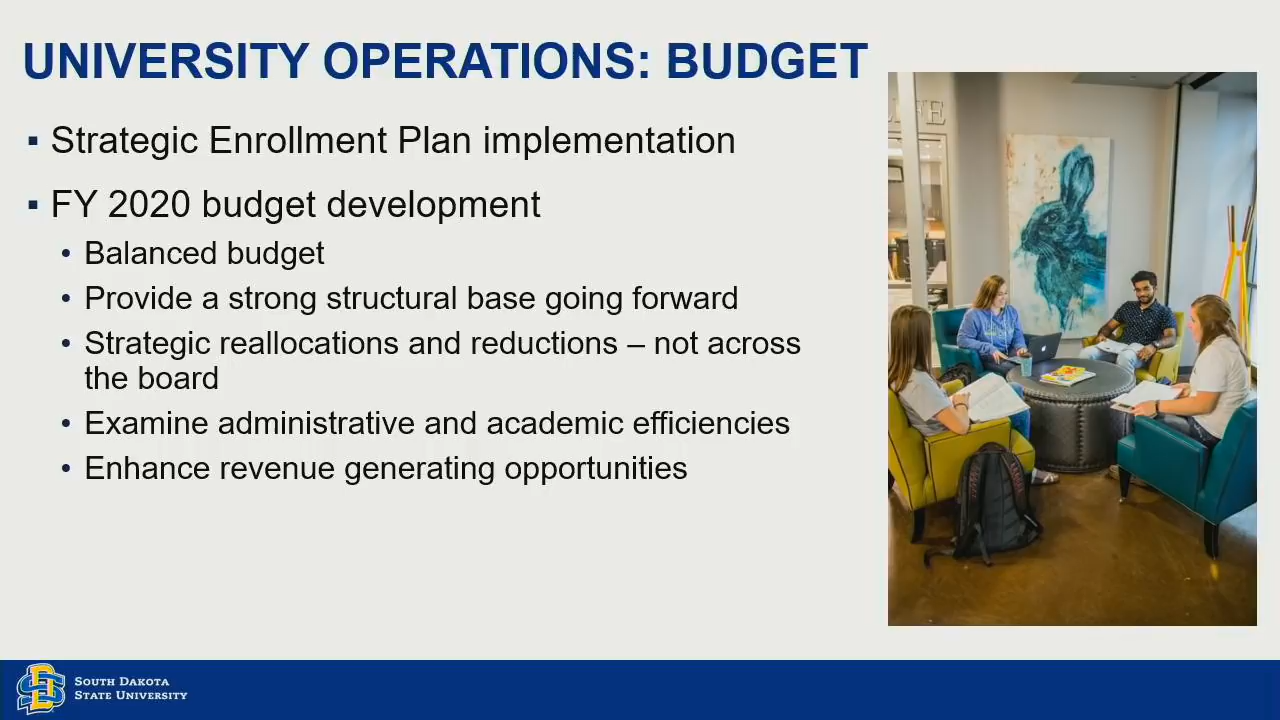 UNIVERSITY OPERATIONS: BUDGET
▪ Strategic Enrollment Plan implementation
▪ FY 2020 budget development
• Balanced budget
• Provide a strong structural base going forward
• Strategic reallocations and reductions – not across
the board
• Examine administrative and academic efficiencies
• Enhance revenue generating opportunities
SOUTH DAKOTA
STATE UNIVERSITY